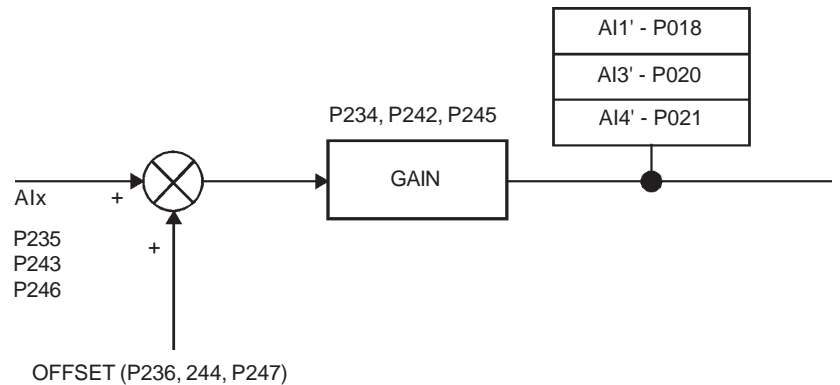 AI1' - P018
AI3' - P020
AI4' - P021
P234, P242, P245
GAIN
AIx
+
P235
P243
P246
+
OFFSET (P236, 244, P247)